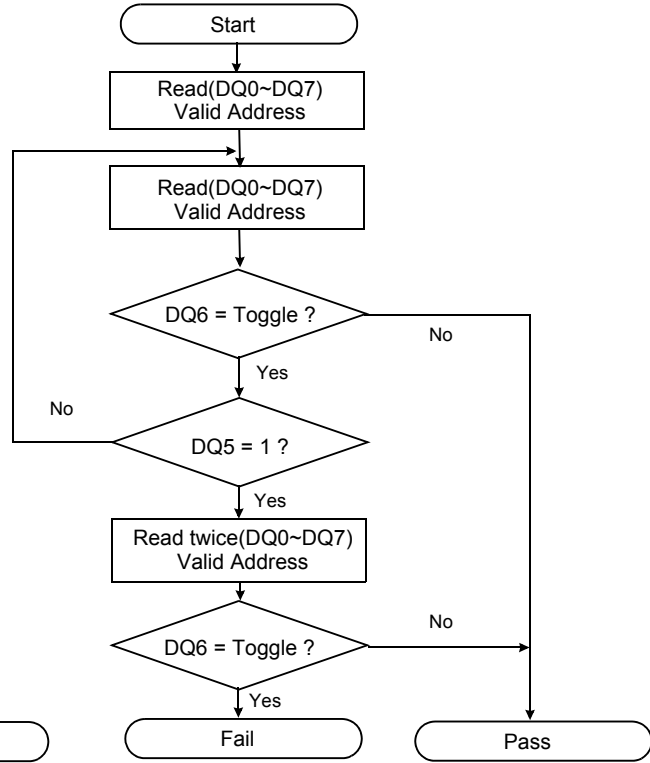 Start
Read(DQ0~DQ7)
Valid Address
Read(DQ0~DQ7)
Valid Address
DQ6 = Toggle ?
No
Yes
No
DQ5 = 1 ?
Yes
Read twice(DQ0~DQ7)
Valid Address
DQ6 = Toggle ?
No
Yes
Fail
Pass